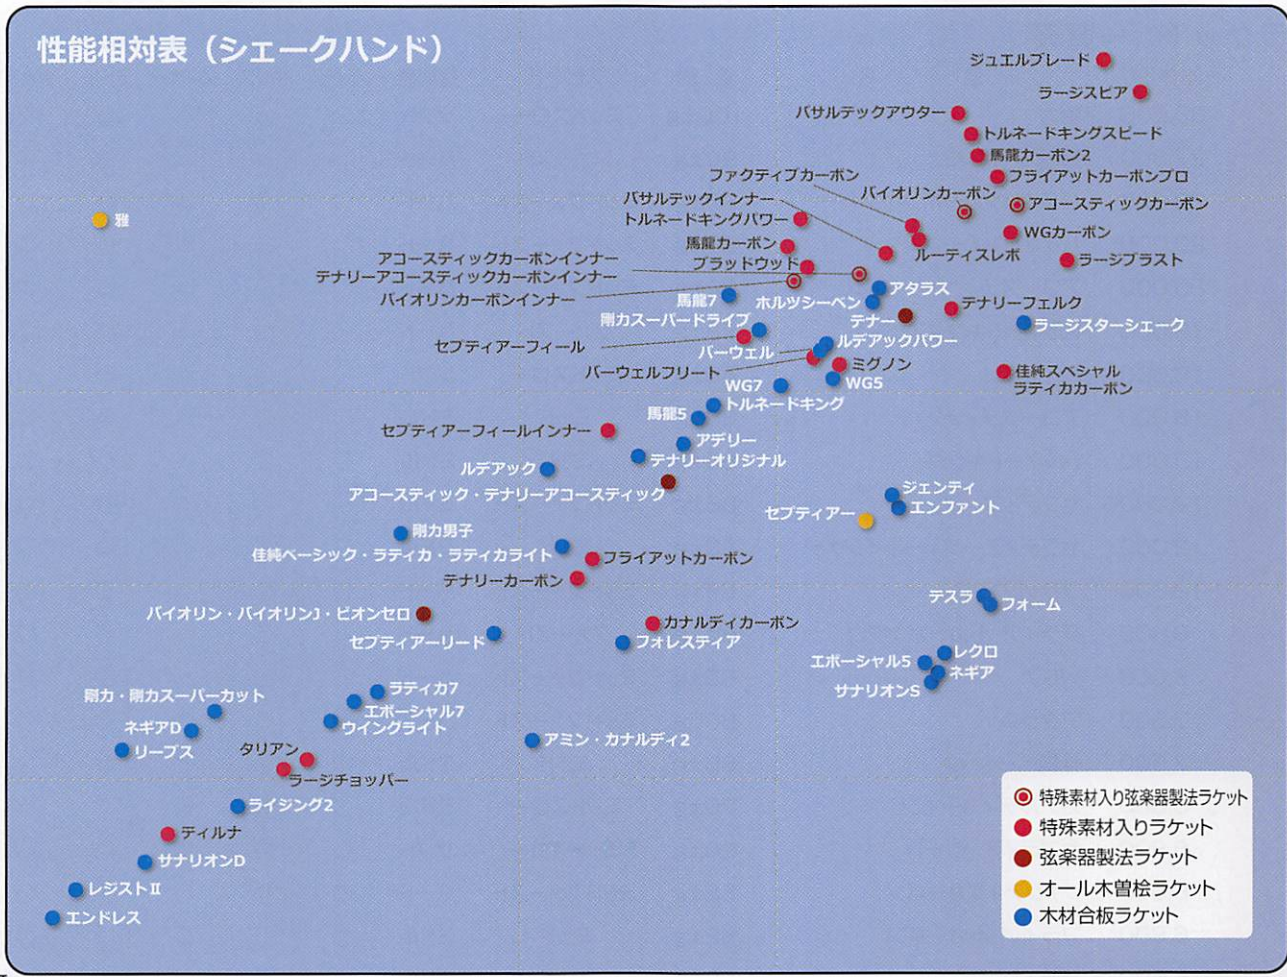 性能相対表（シェークハンド）
ジュエルブレード
ラージスピア
バサルテックアウター
トルネードキングスピード
馬龍カーボン2
ファクティブカーボン
フライアットカーボンプロ
バサルテックインナー
バイオリンカーボン
アコースティックカーボン
雅
トルネードキングパワー
WGカーボン
馬龍カーボン
ルーティスレボ
アコースティックカーボンインナー
ブラッドウッド
ラージブラスト
テナリーアコースティックカーボンインナー
アタラス
バイオリンカーボンインナー
馬龍7
ホルツシーベン
テナリーフェルク
剛力スーパードライブ
テナー
ラージスターシェーク
セプティアーフィール
ルデアックパワー
バーウェル
バーウェルフリート
ミグノン
佳純スペシャル
ラティカカーボン
WG7
WG5
トルネードキング
馬龍5
セプティアーフィールインナー
アデリー
テナリーオリジナル
ルデアック
アコースティック・テナリーアコースティック
ジェンティ
エンファント
セプティアー
剛力男子
佳純ベーシック・ラティカ・ラティカライト
フライアットカーボン
テナリーカーボン
テスラ
フォーム
バイオリン・バイオリンJ・ビオンセロ
カナルディカーボン
セプティアーリード
フォレスティア
レクロ
エボーシャル5
ネギア
サナリオンS
ラティカ7
剛力・剛力スーパーカット
エボーシャル7
ネギアD
ウイングライト
リーブス
アミン・カナルディ2
タリアン
ラージチョッパー
ライジング2
ティルナ
サナリオンD
レジストⅡ
エンドレス
特殊素材入り弦楽器製法ラケット
特殊素材入りラケット
弦楽器製法ラケット
オール木曽桧ラケット
木材合板ラケット